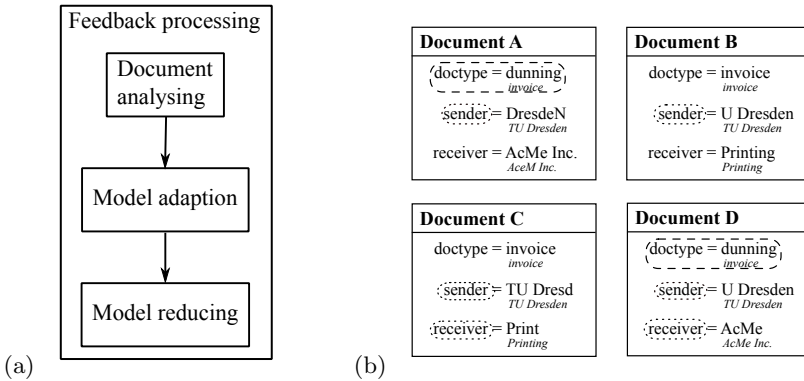 Feedback processing
Document
analysing
Model adaption
Model reducing
(a)
Document A
doctype = dunning
invoice
sender = DresdeN
TU Dresden
receiver = AcMe Inc.
AceM Inc.
Document B
doctype = invoice
invoice
sender = U Dresden
TU Dresden
receiver = Printing
Printing
Document C
doctype = invoice
invoice
sender = TU Dresd
TU Dresden
receiver = Print
Printing
Document D
doctype = dunning
invoice
sender = U Dresden
TU Dresden
receiver = AcMe
AcMe Inc.
(b)